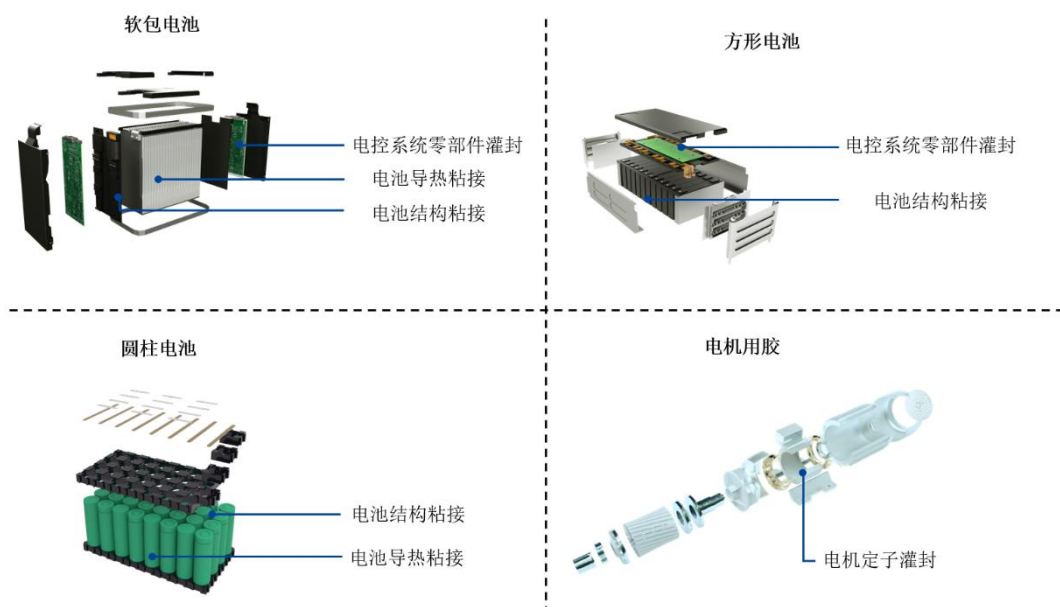 软包电池
电控系统零部件灌封
电池导热粘接
电池结构粘接
方形电池
电控系统零部件灌封
电池结构粘接
圆柱电池
电池结构粘接
电池导热粘接
电机用胶
电机定子灌封